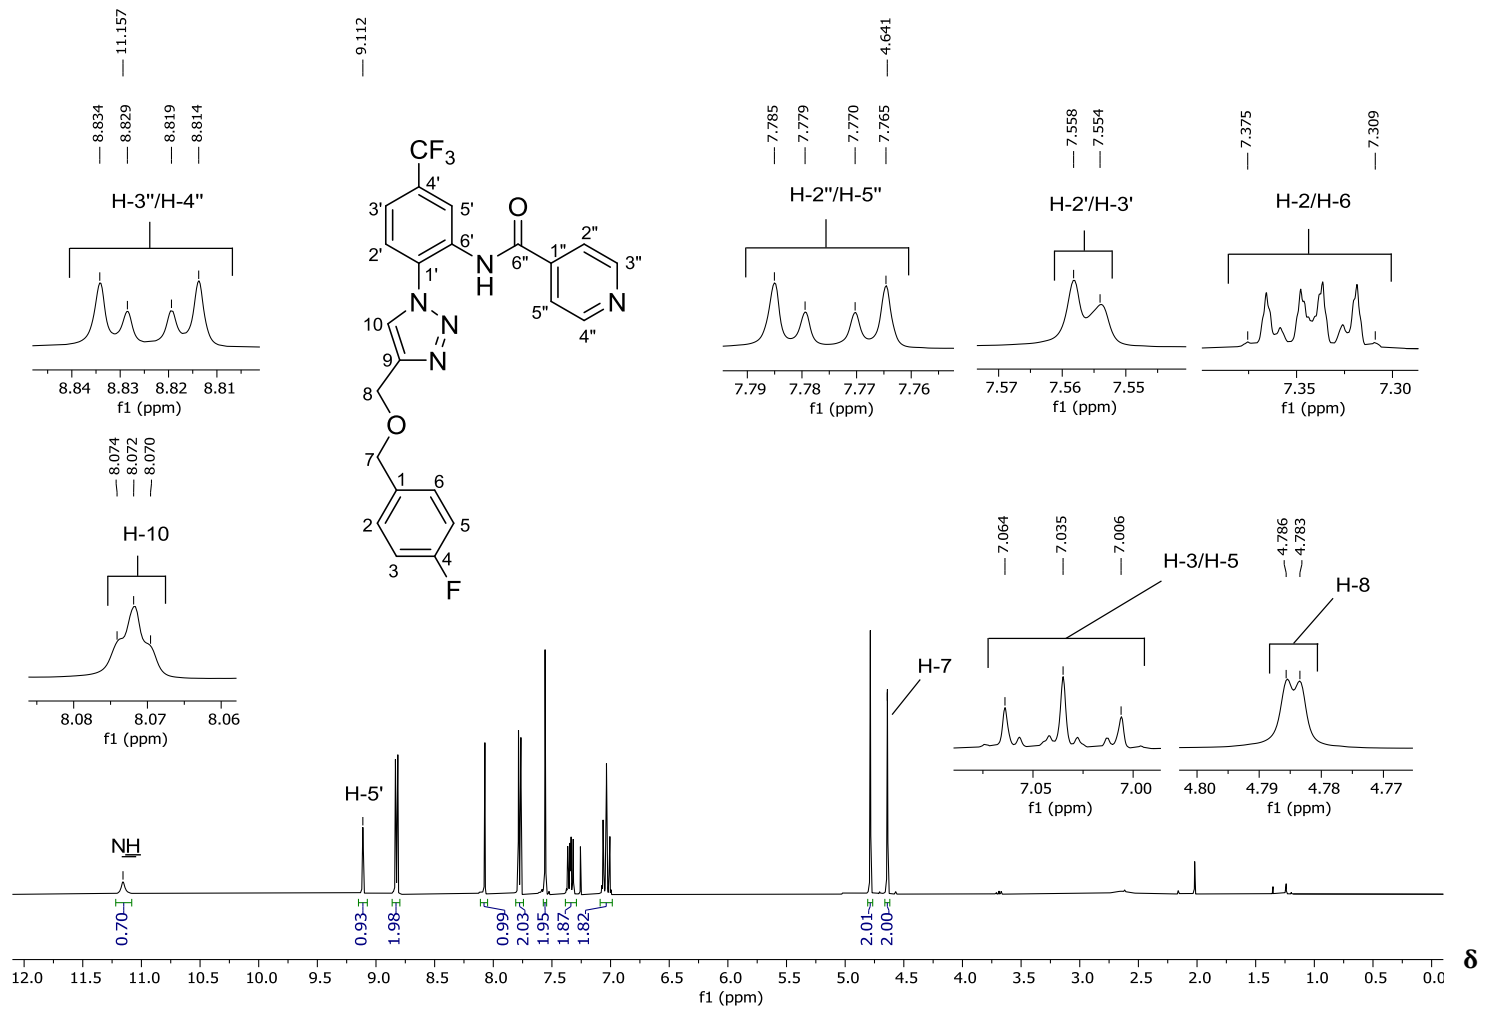 11.157
9.112
4.641
8.834
8.829
8.819
8.814
7.785
7.779
7.770
7.765
7.558
7.554
7.375
7.309
H-3"/H-4"
H-2"/H-5"
H-2'/H-3'
H-2/H-6
8.84 8.83 8.82 8.81
f1 (ppm)
7.79 7.78 7.77 7.76
f1 (ppm)
7.57 7.56 7.55
f1 (ppm)
7.35 7.30
f1 (ppm)
CF3
4'
3'
5'
2'
6'
1'
O
6"
N
H
1"
2"
3"
N
4"
5"
N
N
N
10
9
8
O
7
1
6
2
5
3
4
F
8.074
8.072
8.070
H-10
8.08 8.07 8.06
f1 (ppm)
7.064
7.035
7.006
H-3/H-5
7.05 7.00
f1 (ppm)
4.786
4.783
H-8
4.80 4.79 4.78 4.77
f1 (ppm)
H-7
H-5'
NH
0.70
0.93
1.98
0.99
2.03
1.95
1.87
1.82
2.01
2.00
12.0 11.5 11.0 10.5 10.0 9.5 9.0 8.5 8.0 7.5 7.0 6.5 6.0 5.5 5.0 4.5 4.0 3.5 3.0 2.5 2.0 1.5 1.0 0.5 0.0
f1 (ppm)
δ